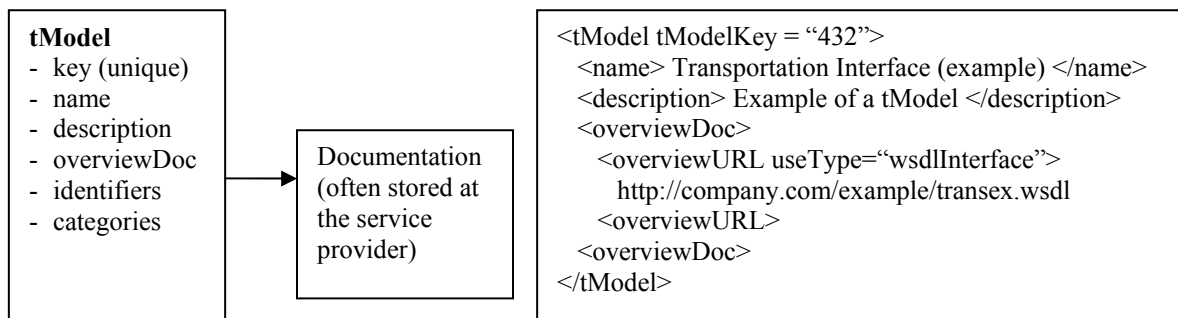 tModel
- key (unique)
- name
- description
- overviewDoc
- identifiers
- categories
Documentation
(often stored at
the service
provider)
<tModel tModelKey = “432”>
<name> Transportation Interface (example) </name>
<description> Example of a tModel </description>
<overviewDoc>
<overviewURL useType=“wsdlInterface”>
http://company.com/example/transex.wsdl
<overviewURL>
<overviewDoc>
</tModel>